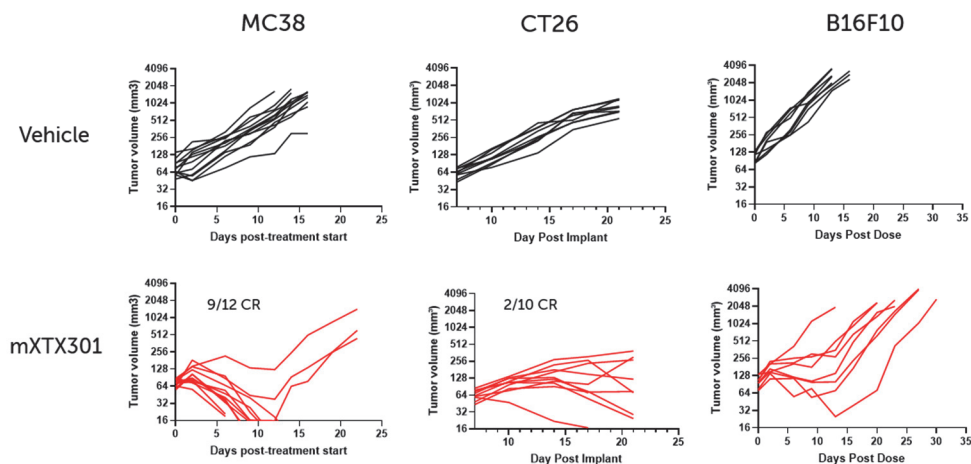 MC38 CT26 B16F10
Vehicle
Tumor volume (mm3)
4096
2048
1024
512
256
128
64
32
16
0 5 10 15 20 25
Days post-treatment start
Tumor volume (mm³)
4096
2048
1024
512
256
128
64
32
16
10 15 20 25
Day Post Implant
Tumor volume (mm³)
4096
2048
1024
512
256
128
64
32
16
0 5 10 15 20 25 30 35
Days Post Dose
mXTX301
Tumor volume (mm3)
4096
2048
1024
512
256
128
64
32
16
9/12 CR
0 5 10 15 20 25
Days post-treatment start
Tumor volume (mm³)
4096
2048
1024
512
256
128
64
32
16
2/10 CR
10 15 20 25
Day Post Implant
Tumor volume (mm³)
4096
2048
1024
512
256
128
64
32
16
0 5 10 15 20 25 30 35
Days Post Dose